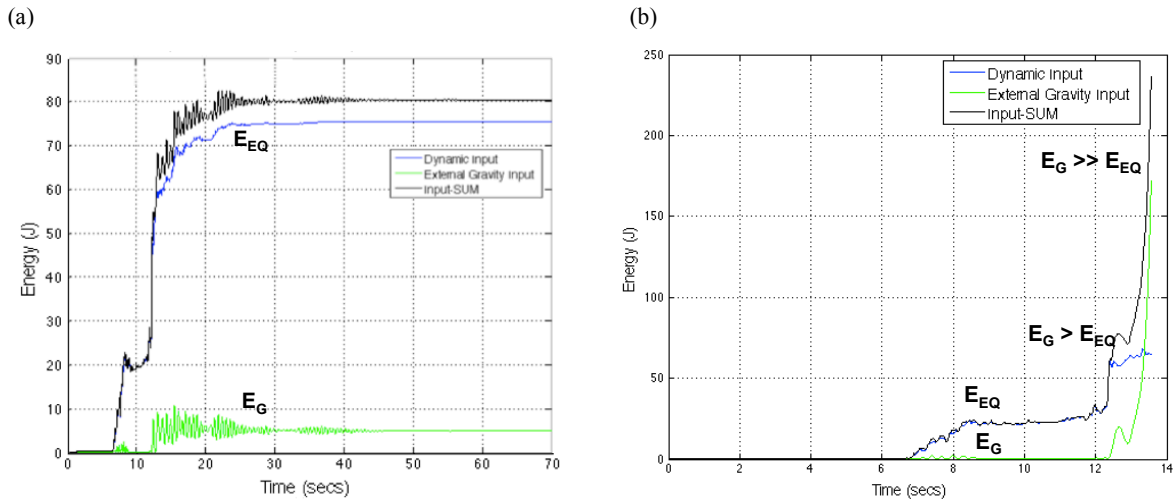 (a)
90
80
70
60
50
40
30
20
10
0
0 10 20 30 40 50 60 70
Energy (J)
Time (secs)
E_EQ
Dynamic input
External Gravity input
input-SUM
E_G
(b)
250
200
150
100
50
0
0 2 4 6 8 10 12 14
Energy (J)
Time (secs)
Dynamic input
External Gravity input
input-SUM
E_G >> E_EQ
E_G > E_EQ
E_EQ
E_G